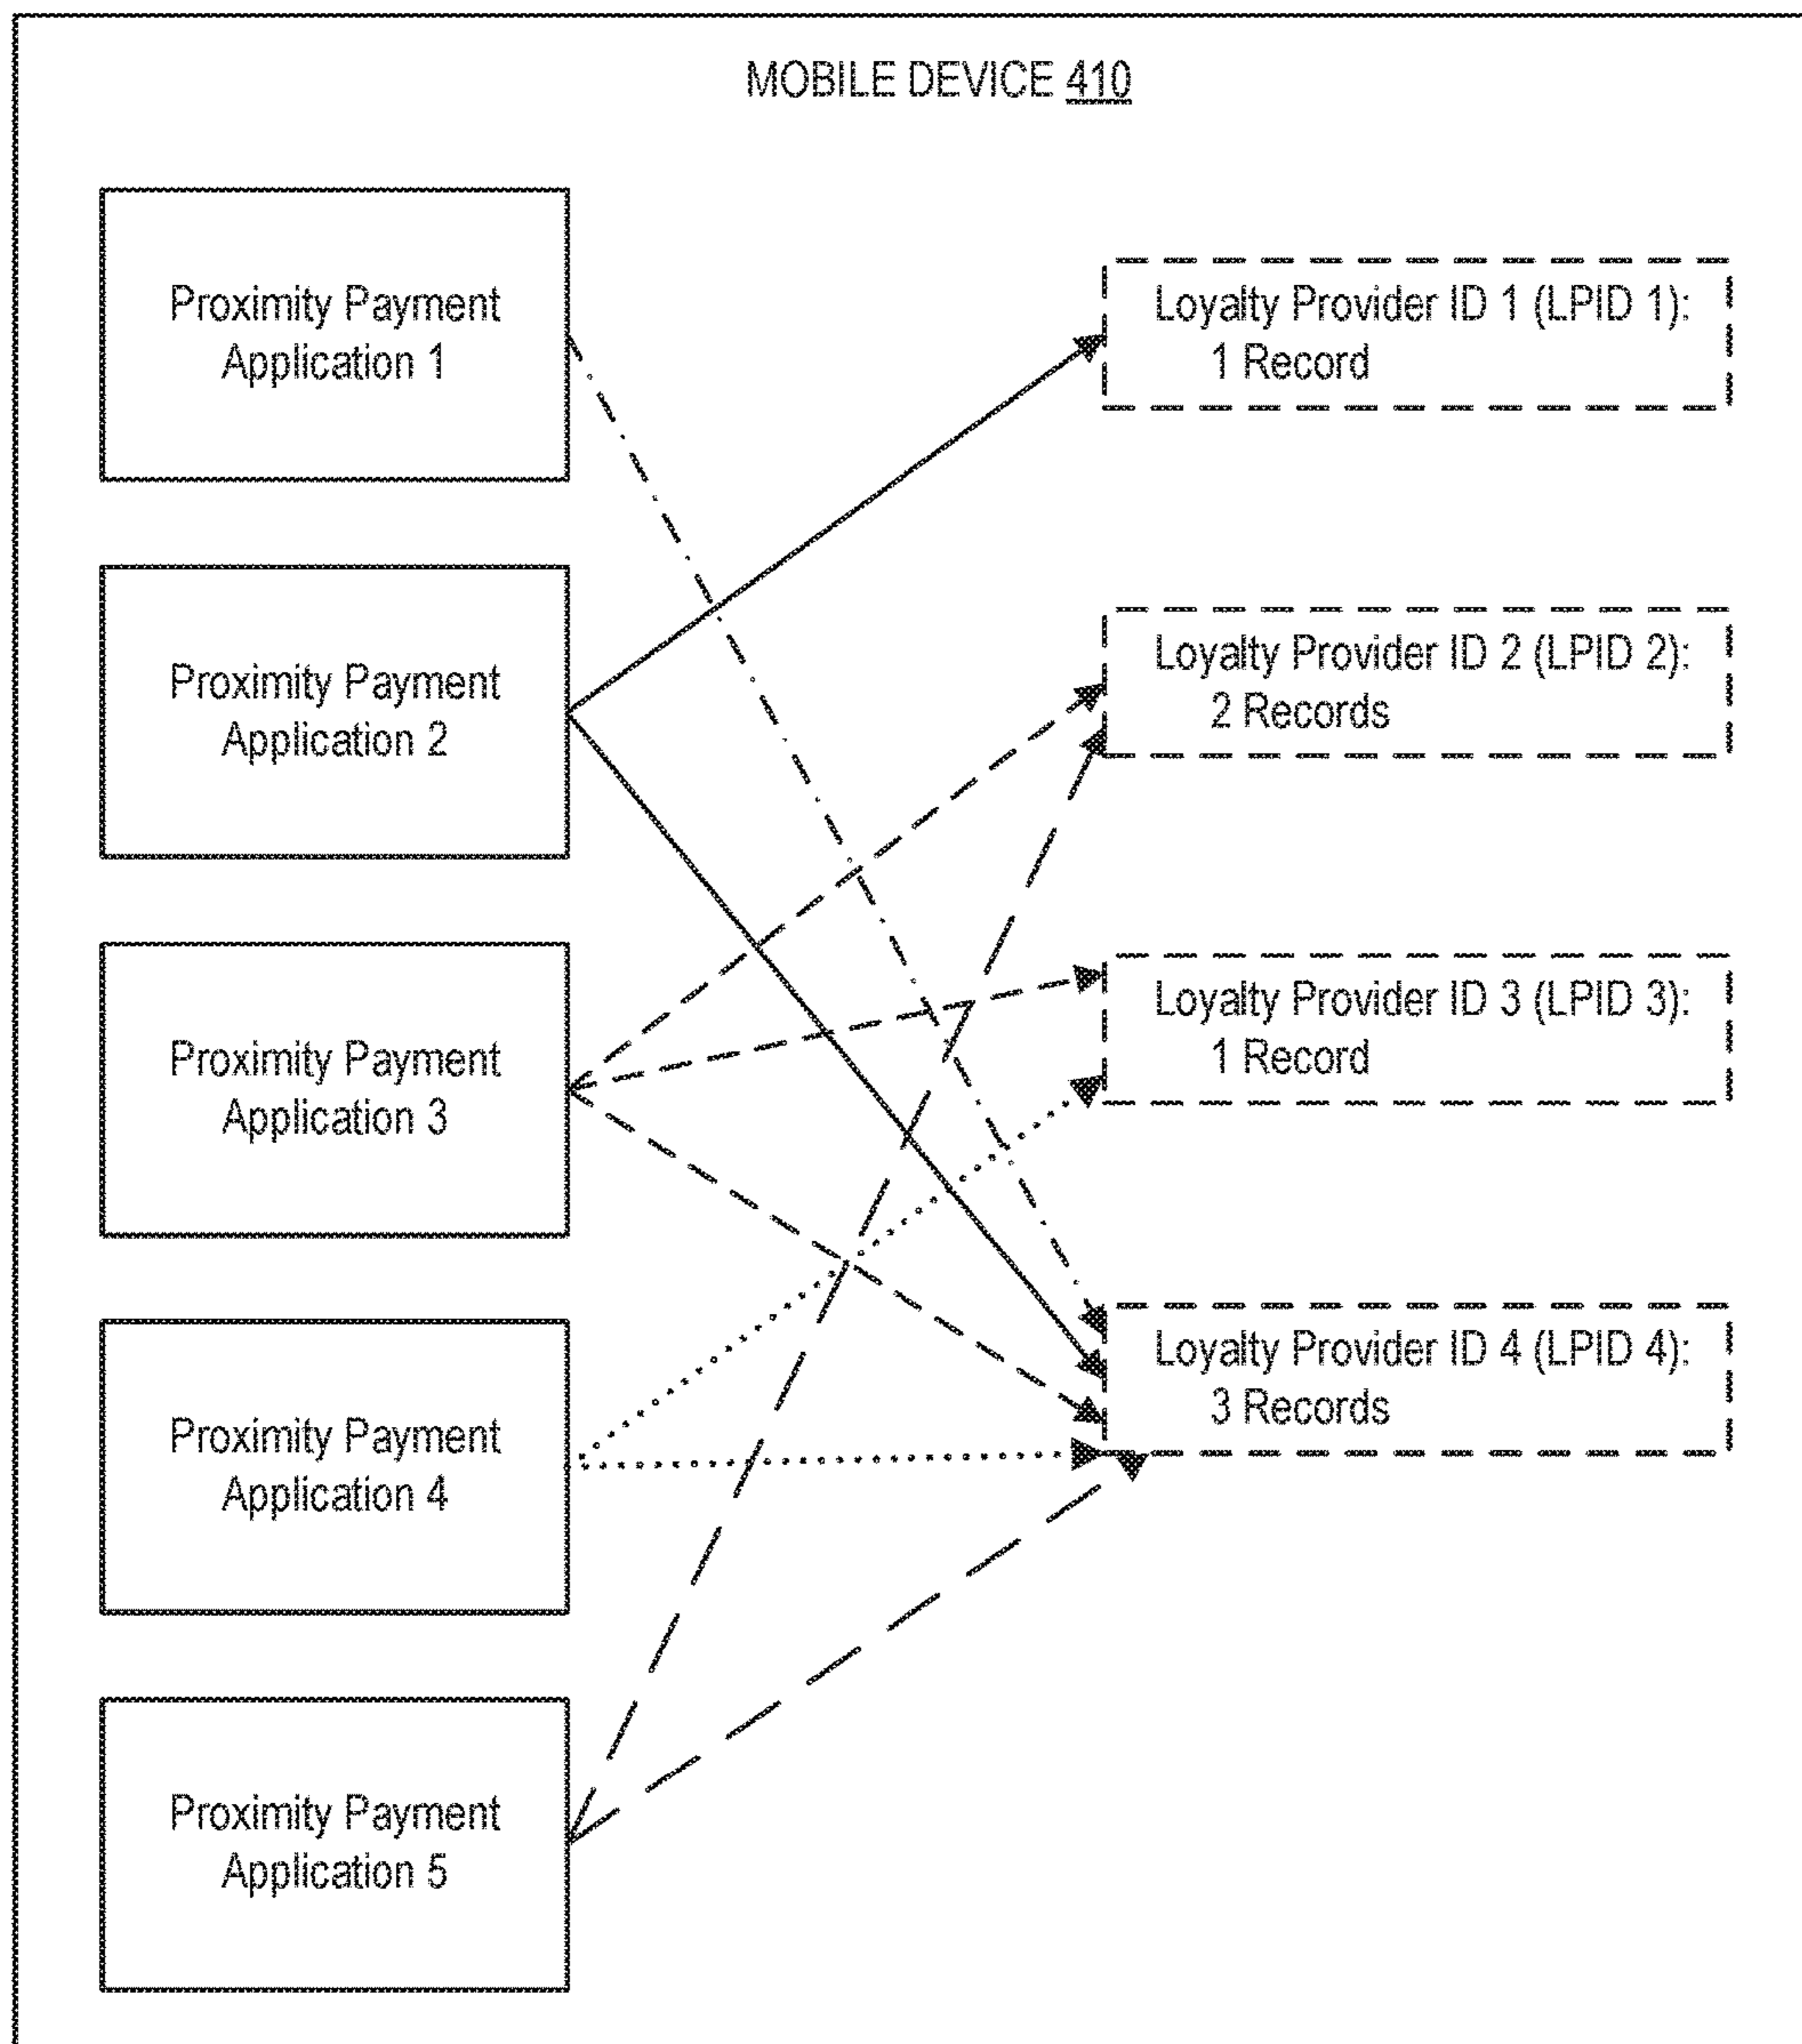 MOBILE DEVICE 410
Proximity Payment
Application 1
Loyalty Provider ID 1 (LPID 1):
1 Record
Proximity Payment
Application 2
Loyalty Provider ID 2 (LPID 2):
2 Records
Proximity Payment
Application 3
Loyalty Provider ID 3 (LPID 3):
1 Record
Proximity Payment
Application 4
Loyalty Provider ID 4 (LPID 4):
3 Records
Proximity Payment
Application 5